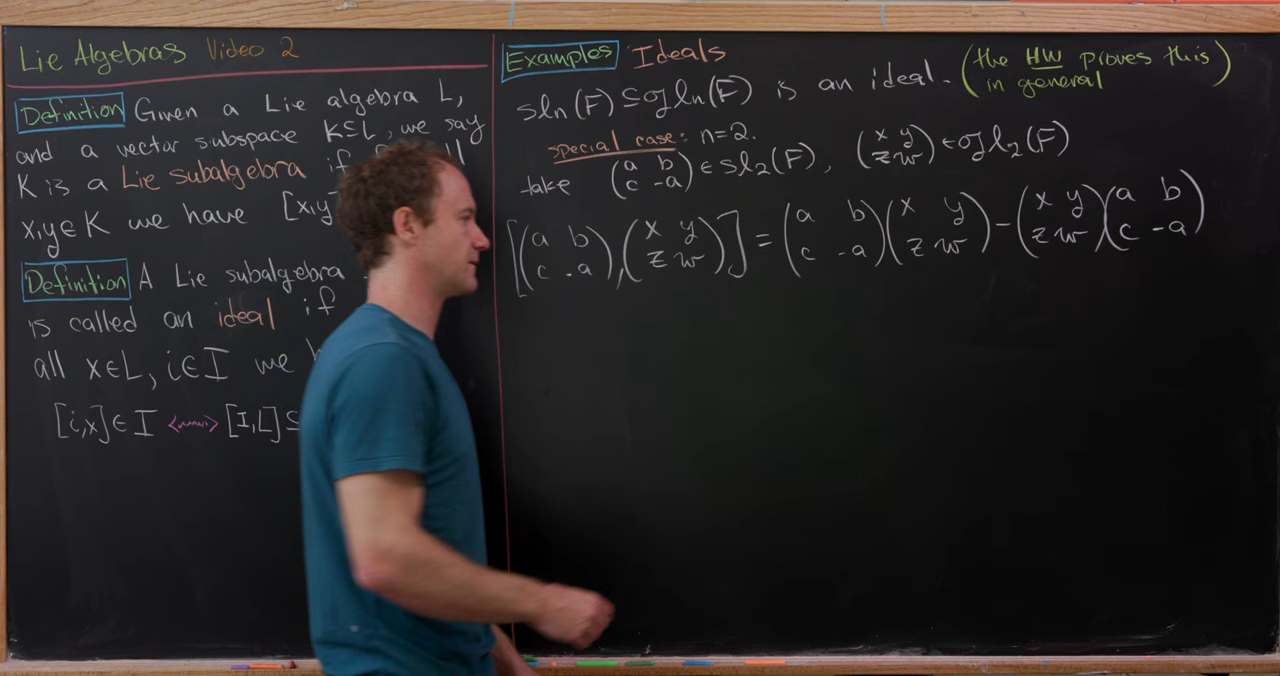 Lie Algebras Video 2
Definition Given a Lie algebra L,
and a vector subspace K⊆L, we say
K is a Lie subalgebra if
x,y∈K we have [x,y]
Definition A Lie subalgebra
is called an ideal if
all x∈L, i∈I we
[i,x]∈I <~~~> [I,L]⊆
Examples Ideals
sln(F) ⊆ gln(F) is an ideal. (the HW proves this in general)
special case: n=2.
take (a b; c -a) ∈ sl₂(F), (x y; z w) ∈ gl₂(F)
[(a b; c -a), (x y; z w)] = (a b; c -a)(x y; z w) - (x y; z w)(a b; c -a)